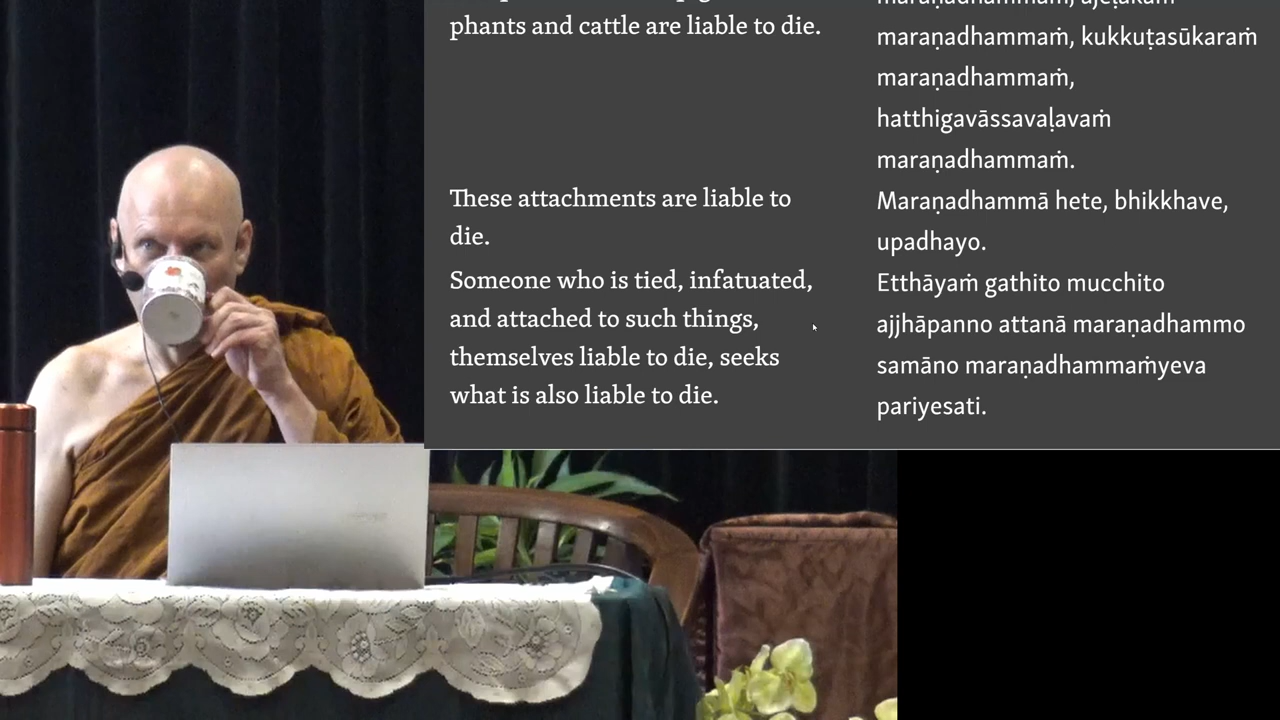 phants and cattle are liable to die.
These attachments are liable to
die.
Someone who is tied, infatuated,
and attached to such things,
themselves liable to die, seeks
what is also liable to die.
maraṇadhammaṁ, ajeḷakaṁ
maraṇadhammaṁ, kukkuṭasūkaraṁ
maraṇadhammaṁ,
hatthigavāssavaḷavaṁ
maraṇadhammaṁ.
Maraṇadhammā hete, bhikkhave,
upadhayo.
Etthāyaṁ gathito mucchito
ajjhāpanno attanā maraṇadhammo
samāno maraṇadhammaṁyeva
pariyesati.